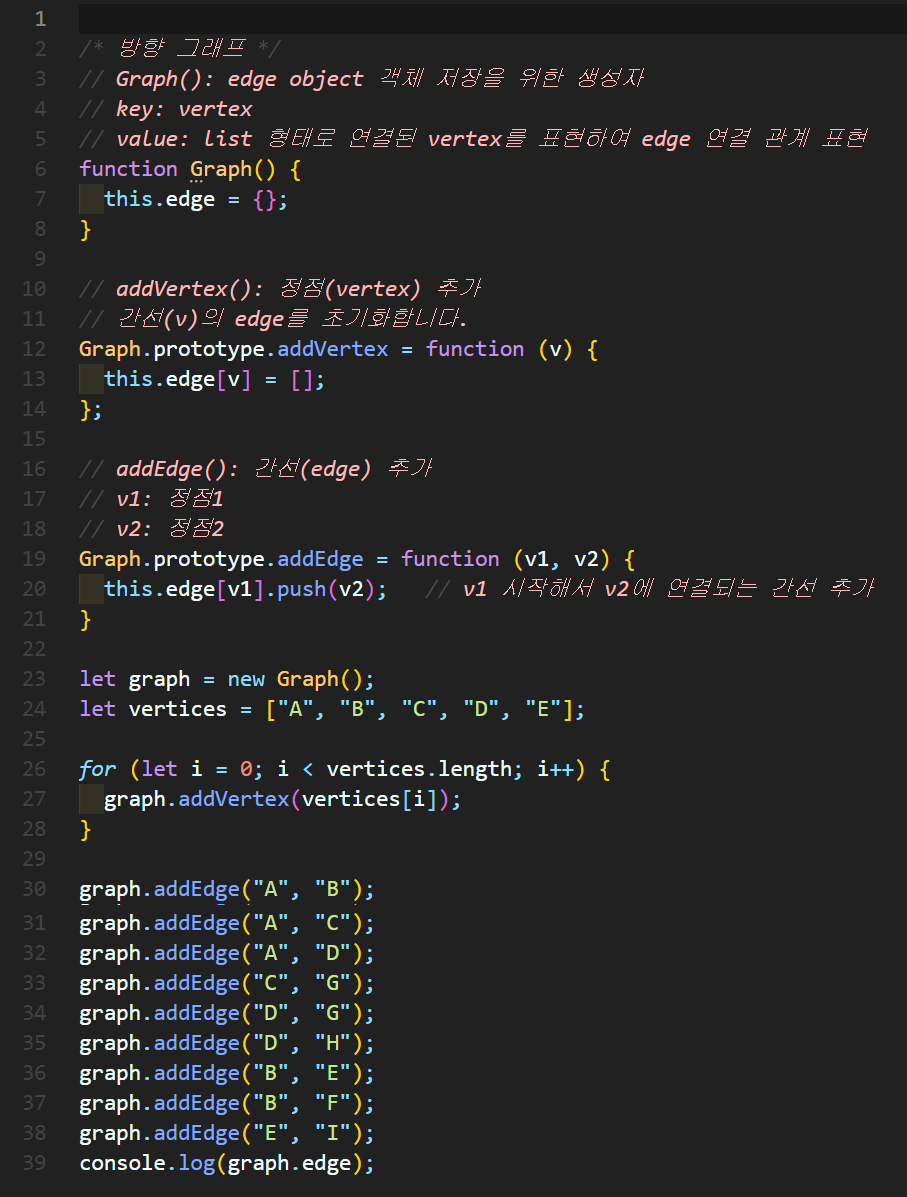 1
2 /* 방향 그래프 */
3 // Graph(): edge object 객체 저장을 위한 생성자
4 // key: vertex
5 // value: list 형태로 연결된 vertex를 표현하여 edge 연결 관계 표현
6 function Graph() {
7   this.edge = {};
8 }
9
10 // addVertex(): 정점(vertex) 추가
11 // 간선(v)의 edge를 초기화합니다.
12 Graph.prototype.addVertex = function (v) {
13   this.edge[v] = [];
14 };
15
16 // addEdge(): 간선(edge) 추가
17 // v1: 정점1
18 // v2: 정점2
19 Graph.prototype.addEdge = function (v1, v2) {
20   this.edge[v1].push(v2);   // v1 시작해서 v2에 연결되는 간선 추가
21 }
22
23 let graph = new Graph();
24 let vertices = ["A", "B", "C", "D", "E"];
25
26 for (let i = 0; i < vertices.length; i++) {
27   graph.addVertex(vertices[i]);
28 }
29
30 graph.addEdge("A", "B");
31 graph.addEdge("A", "C");
32 graph.addEdge("A", "D");
33 graph.addEdge("C", "G");
34 graph.addEdge("D", "G");
35 graph.addEdge("D", "H");
36 graph.addEdge("B", "E");
37 graph.addEdge("B", "F");
38 graph.addEdge("E", "I");
39 console.log(graph.edge);